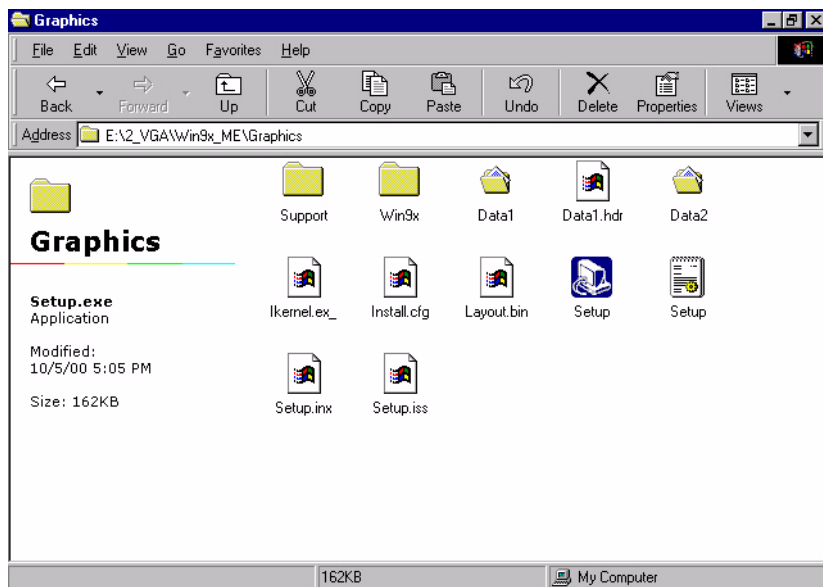 Graphics
File Edit View Go Favorites Help
Back Forward Up Cut Copy Paste Undo Delete Properties Views
Address E:\2_VGA\Win9x_ME\Graphics
Graphics
Setup.exe
Application
Modified:
10/5/00 5:05 PM
Size: 162KB
Support Win9x Data1 Data1.hdr Data2
Ikernel.ex_ Install.cfg Layout.bin Setup Setup
Setup.inx Setup.iss
162KB My Computer